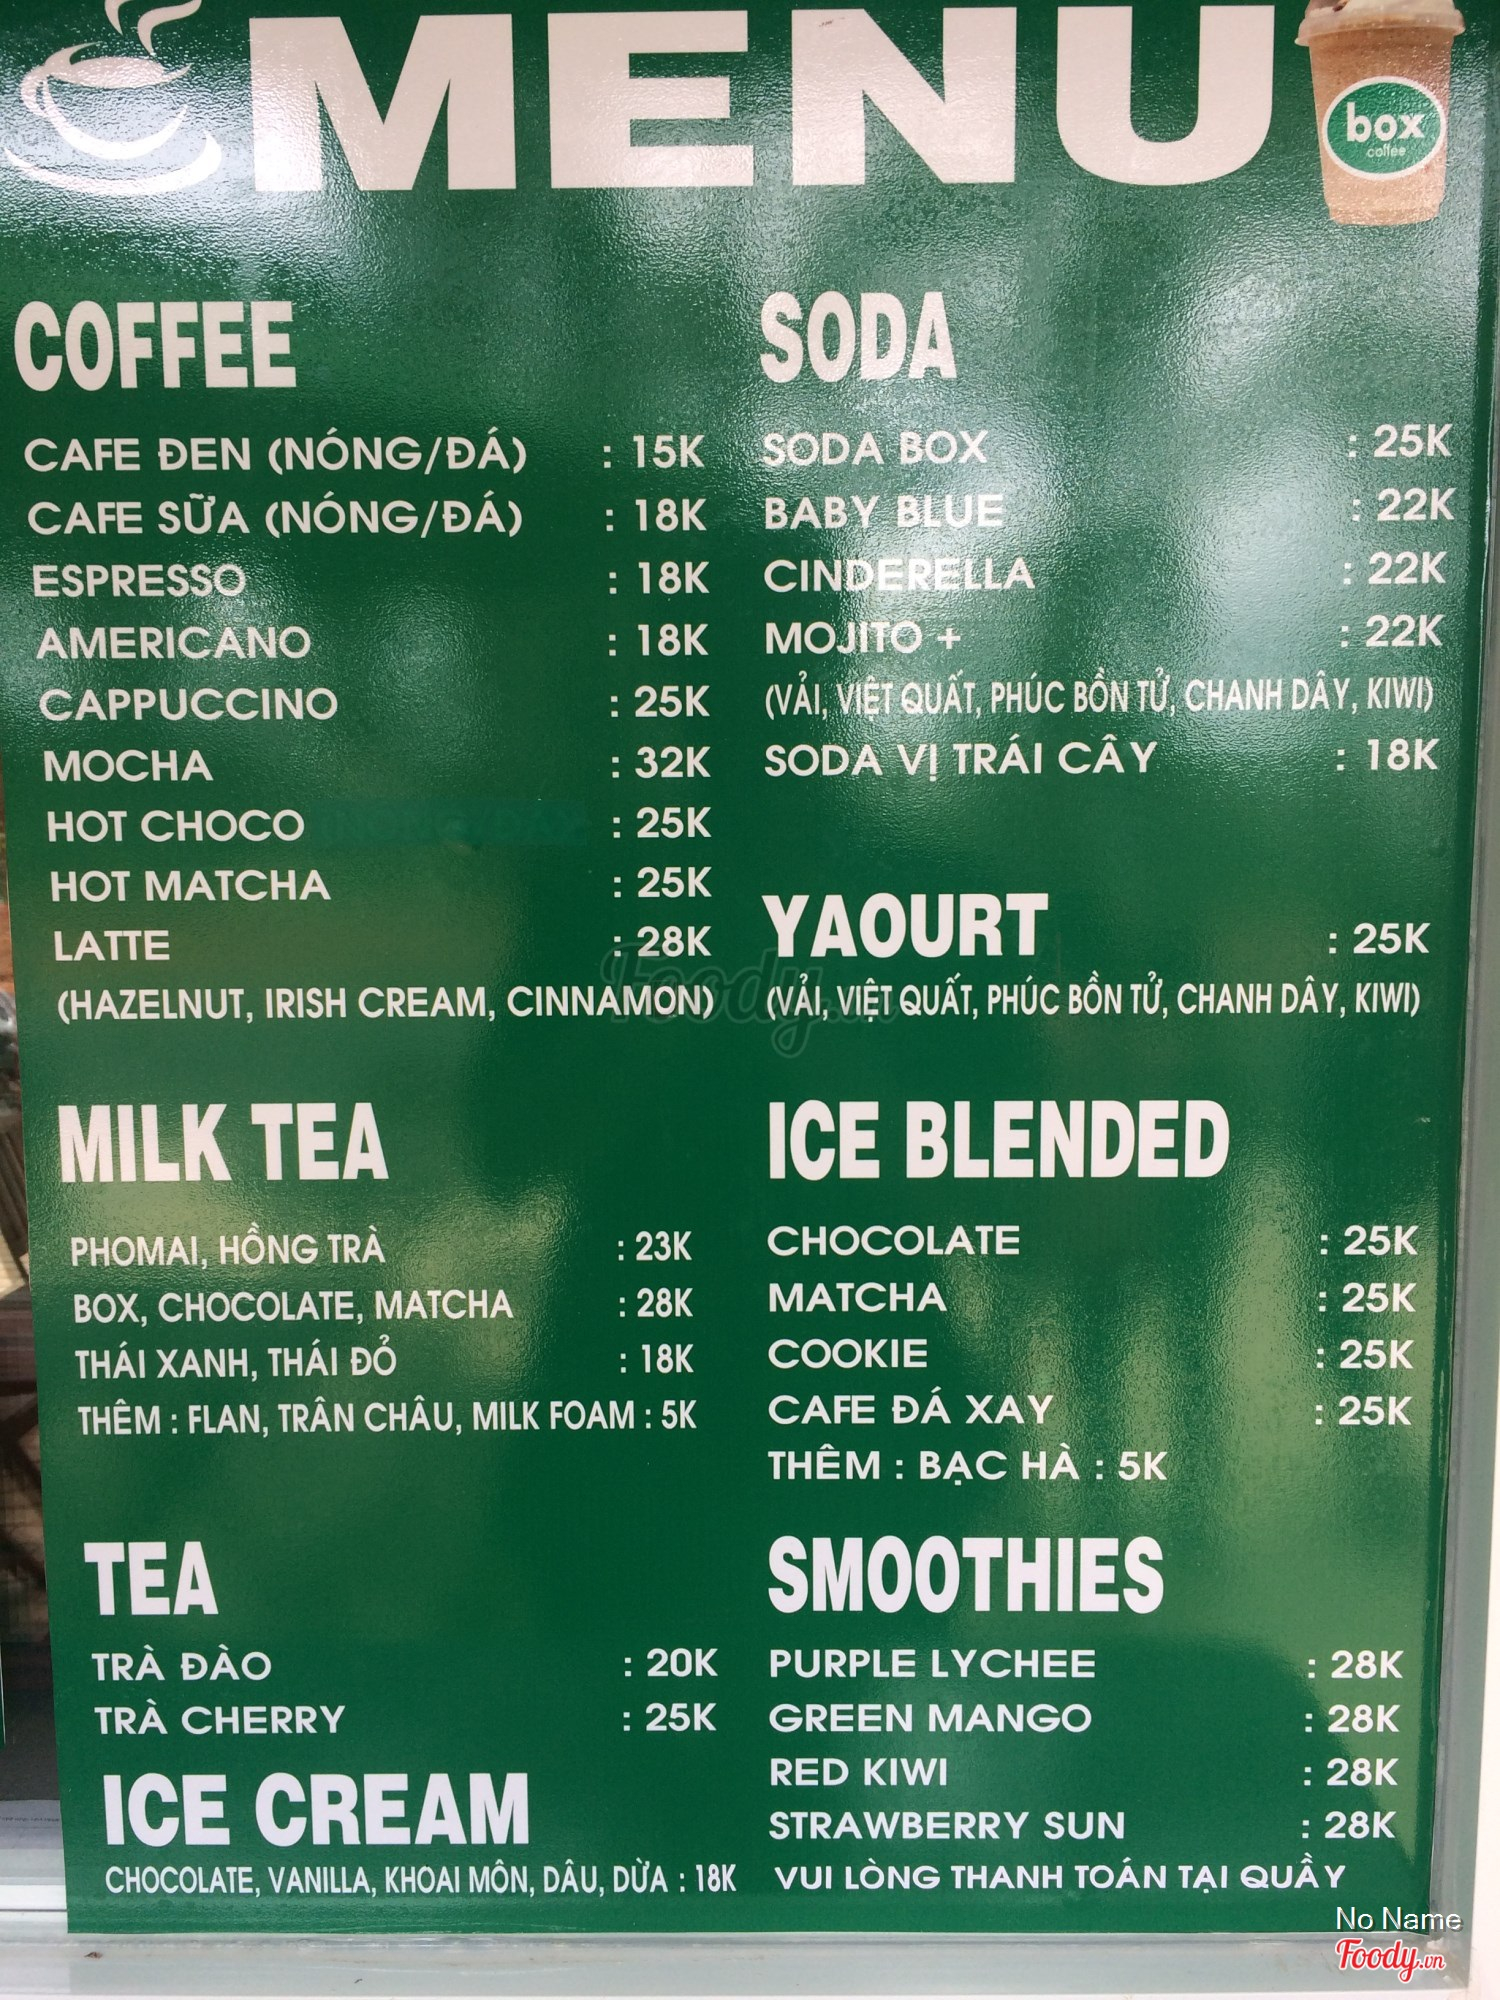 MENU
box
coffee
COFFEE
CAFE ĐEN (NÓNG/ĐÁ) : 15K
CAFE SỮA (NÓNG/ĐÁ) : 18K
ESPRESSO : 18K
AMERICANO : 18K
CAPPUCCINO : 25K
MOCHA : 32K
HOT CHOCO : 25K
HOT MATCHA : 25K
LATTE : 28K
(HAZELNUT, IRISH CREAM, CINNAMON)
MILK TEA
PHOMAI, HỒNG TRÀ : 23K
BOX, CHOCOLATE, MATCHA : 28K
THÁI XANH, THÁI ĐỎ : 18K
THÊM : FLAN, TRÂN CHÂU, MILK FOAM : 5K
TEA
TRÀ ĐÀO : 20K
TRÀ CHERRY : 25K
ICE CREAM
CHOCOLATE, VANILLA, KHOAI MÔN, DÂU, DỪA : 18K
SODA
SODA BOX : 25K
BABY BLUE : 22K
CINDERELLA : 22K
MOJITO + : 22K
(VẢI, VIỆT QUẤT, PHÚC BỒN TỬ, CHANH DÂY, KIWI)
SODA VỊ TRÁI CÂY : 18K
YAOURT : 25K
(VẢI, VIỆT QUẤT, PHÚC BỒN TỬ, CHANH DÂY, KIWI)
ICE BLENDED
CHOCOLATE : 25K
MATCHA : 25K
COOKIE : 25K
CAFE ĐÁ XAY : 25K
THÊM : BẠC HÀ : 5K
SMOOTHIES
PURPLE LYCHEE : 28K
GREEN MANGO : 28K
RED KIWI : 28K
STRAWBERRY SUN : 28K
VUI LÒNG THANH TOÁN TẠI QUẦY
Foody.vn
No Name
Foody.vn